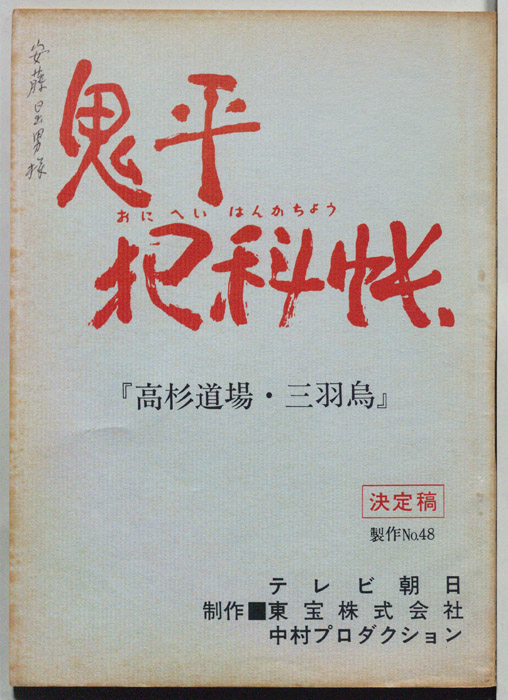 安藤星男様
鬼平
おにへいはんかちょう
犯科帳
『高杉道場・三羽烏』
決定稿
製作No.48
テレビ朝日
制作■東宝株式会社
中村プロダクション